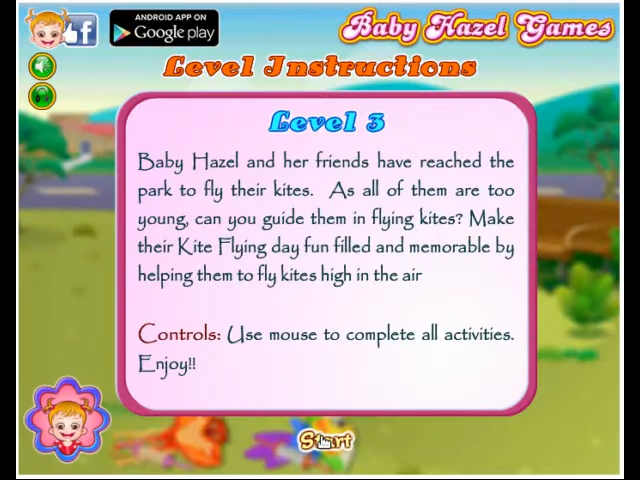 f
ANDROID APP ON
Google play
Baby Hazel Games
Level Instructions
Level 3
Baby Hazel and her friends have reached the
park to fly their kites. As all of them are too
young, can you guide them in flying kites? Make
their Kite Flying day fun filled and memorable by
helping them to fly kites high in the air
Controls: Use mouse to complete all activities.
Enjoy!!
Start